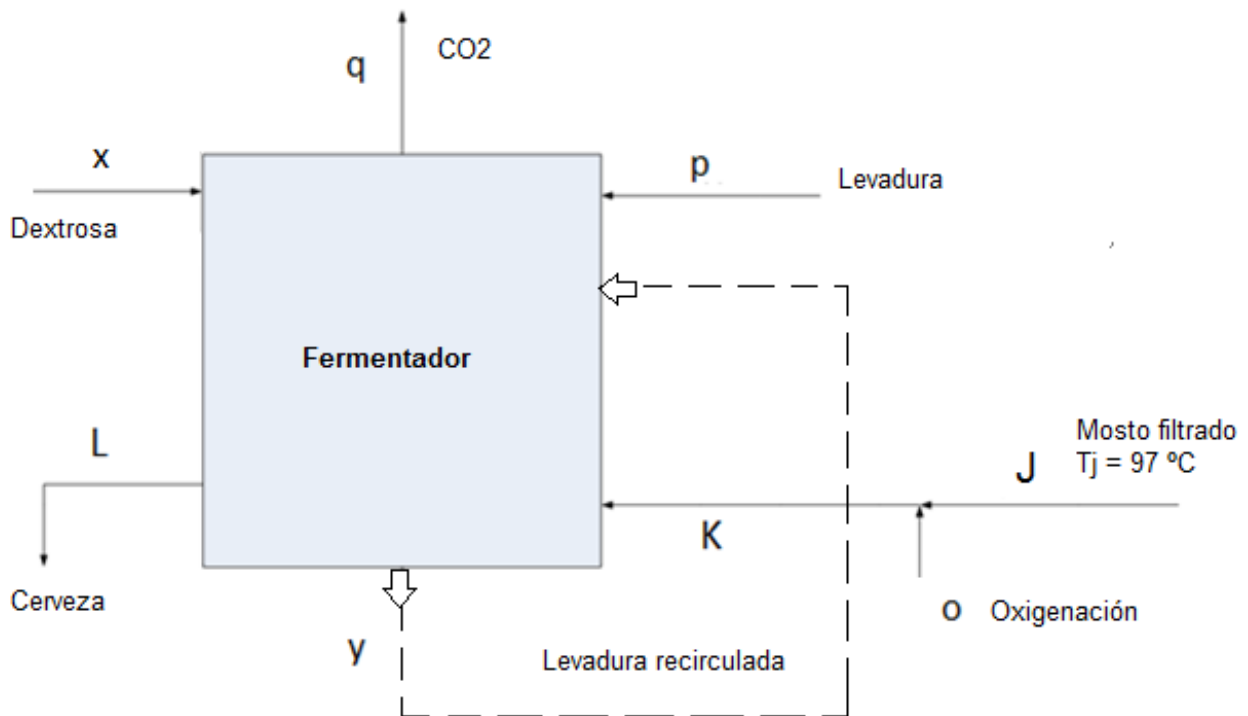 CO2
q
x
p
Levadura
Dextrosa
Fermentador
Mosto filtrado
Tj = 97 ºC
L
J
K
Cerveza
o Oxigenación
y
Levadura recirculada